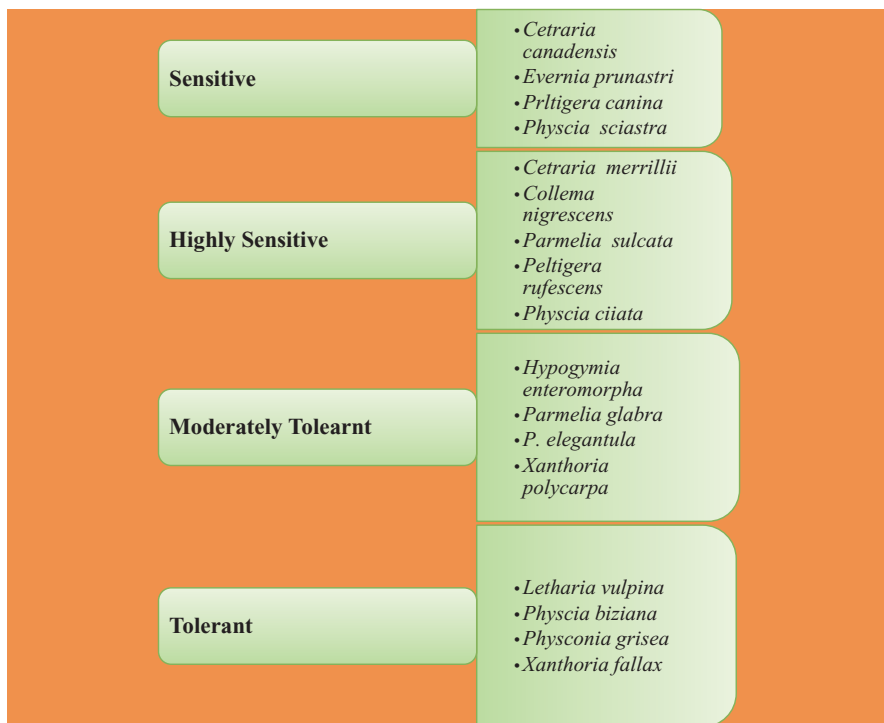 Sensitive
• Cetraria
canadensis
• Evernia prunastri
• Prltigera canina
• Physcia sciastra
Highly Sensitive
• Cetraria merrillii
• Collema
nigrescens
• Parmelia sulcata
• Peltigera
rufescens
• Physcia ciiata
Moderately Tolearnt
• Hypogymia
enteromorpha
• Parmelia glabra
• P. elegantula
• Xanthoria
polycarpa
Tolerant
• Letharia vulpina
• Physcia biziana
• Physconia grisea
• Xanthoria fallax